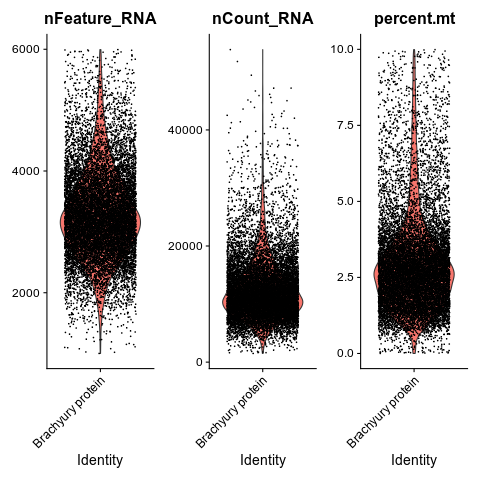 nFeature_RNA
nCount_RNA
percent.mt
6000
4000
2000
40000
20000
0
10.0
7.5
5.0
2.5
0.0
Brachyury protein
Brachyury protein
Brachyury protein
Identity
Identity
Identity